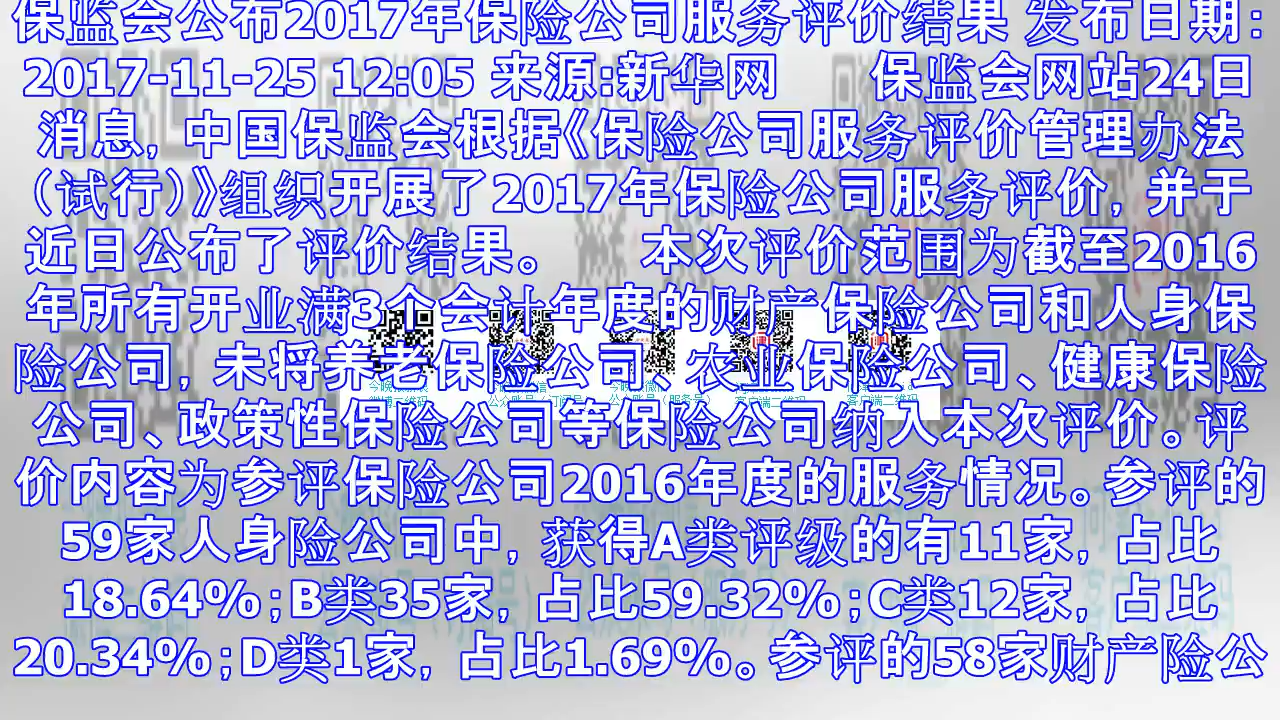 保监会公布2017年保险公司服务评价结果 发布日期:
2017-11-25 12:05 来源:新华网 保监会网站24日
消息，中国保监会根据《保险公司服务评价管理办法
（试行）》组织开展了2017年保险公司服务评价，并于
近日公布了评价结果。 本次评价范围为截至2016
年所有开业满3个会计年度的财产保险公司和人身保
险公司，未将养老保险公司、农业保险公司、健康保险
公司、政策性保险公司等保险公司纳入本次评价。评
价内容为参评保险公司2016年度的服务情况。参评的
59家人身险公司中，获得A类评级的有11家，占比
18.64%；B类35家，占比59.32%；C类12家，占比
20.34%；D类1家，占比1.69%。参评的58家财产险公
客户端二维码
客户端二维码